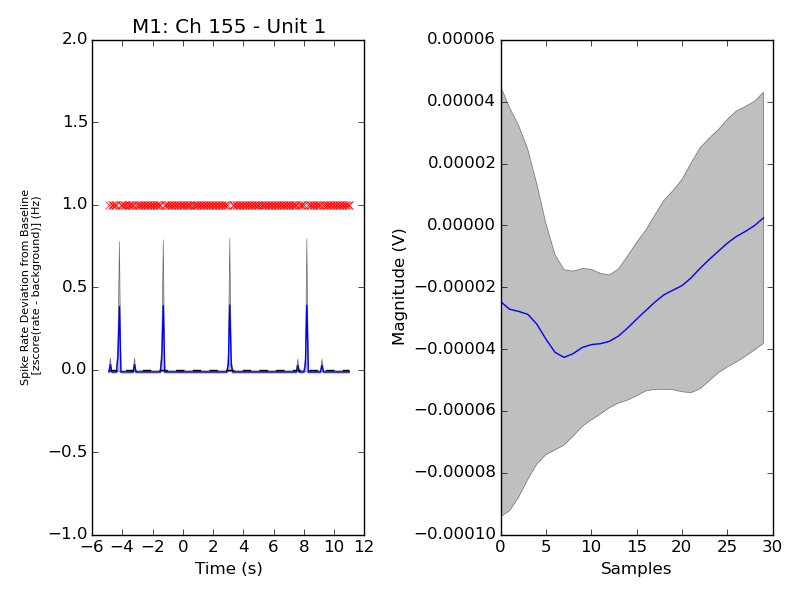 M1: Ch 155 - Unit 1
2.0
1.5
1.0
0.5
0.0
−0.5
−1.0
−6 −4 −2 0 2 4 6 8 10 12
Time (s)
Spike Rate Deviation from Baseline
[zscore(rate - background)] (Hz)
0.00006
0.00004
0.00002
0.00000
−0.00002
−0.00004
−0.00006
−0.00008
−0.00010
0 5 10 15 20 25 30
Samples
Magnitude (V)